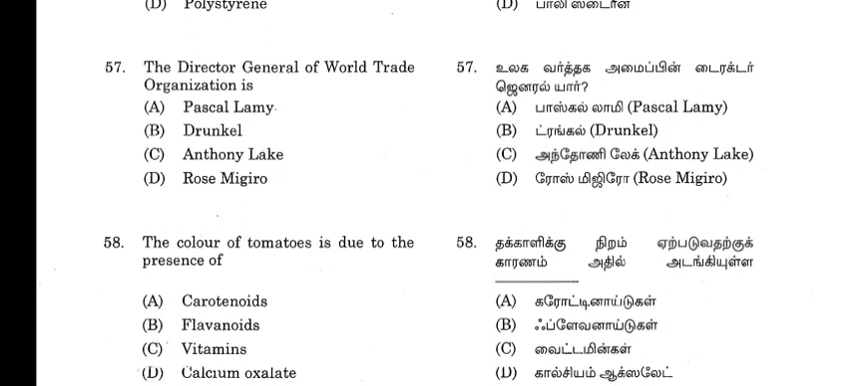 (D) Polystyrene
57. The Director General of World Trade
Organization is
(A) Pascal Lamy
(B) Drunkel
(C) Anthony Lake
(D) Rose Migiro
58. The colour of tomatoes is due to the
presence of
(A) Carotenoids
(B) Flavanoids
(C) Vitamins
(D) Calcium oxalate
(D) பாலி ஸ்டைரீன்
57. உலக வர்த்தக அமைப்பின் டைரக்டர்
ஜெனரல் யார்?
(A) பாஸ்கல் லாமி (Pascal Lamy)
(B) ட்ரங்கல் (Drunkel)
(C) அந்தோணி லேக் (Anthony Lake)
(D) ரோஸ் மிஜிரோ (Rose Migiro)
58. தக்காளிக்கு நிறம் ஏற்படுவதற்குக்
காரணம் அதில் அடங்கியுள்ள
__________
(A) கரோட்டினாய்டுகள்
(B) ஃப்ளேவனாய்டுகள்
(C) வைட்டமின்கள்
(D) கால்சியம் ஆக்ஸலேட்